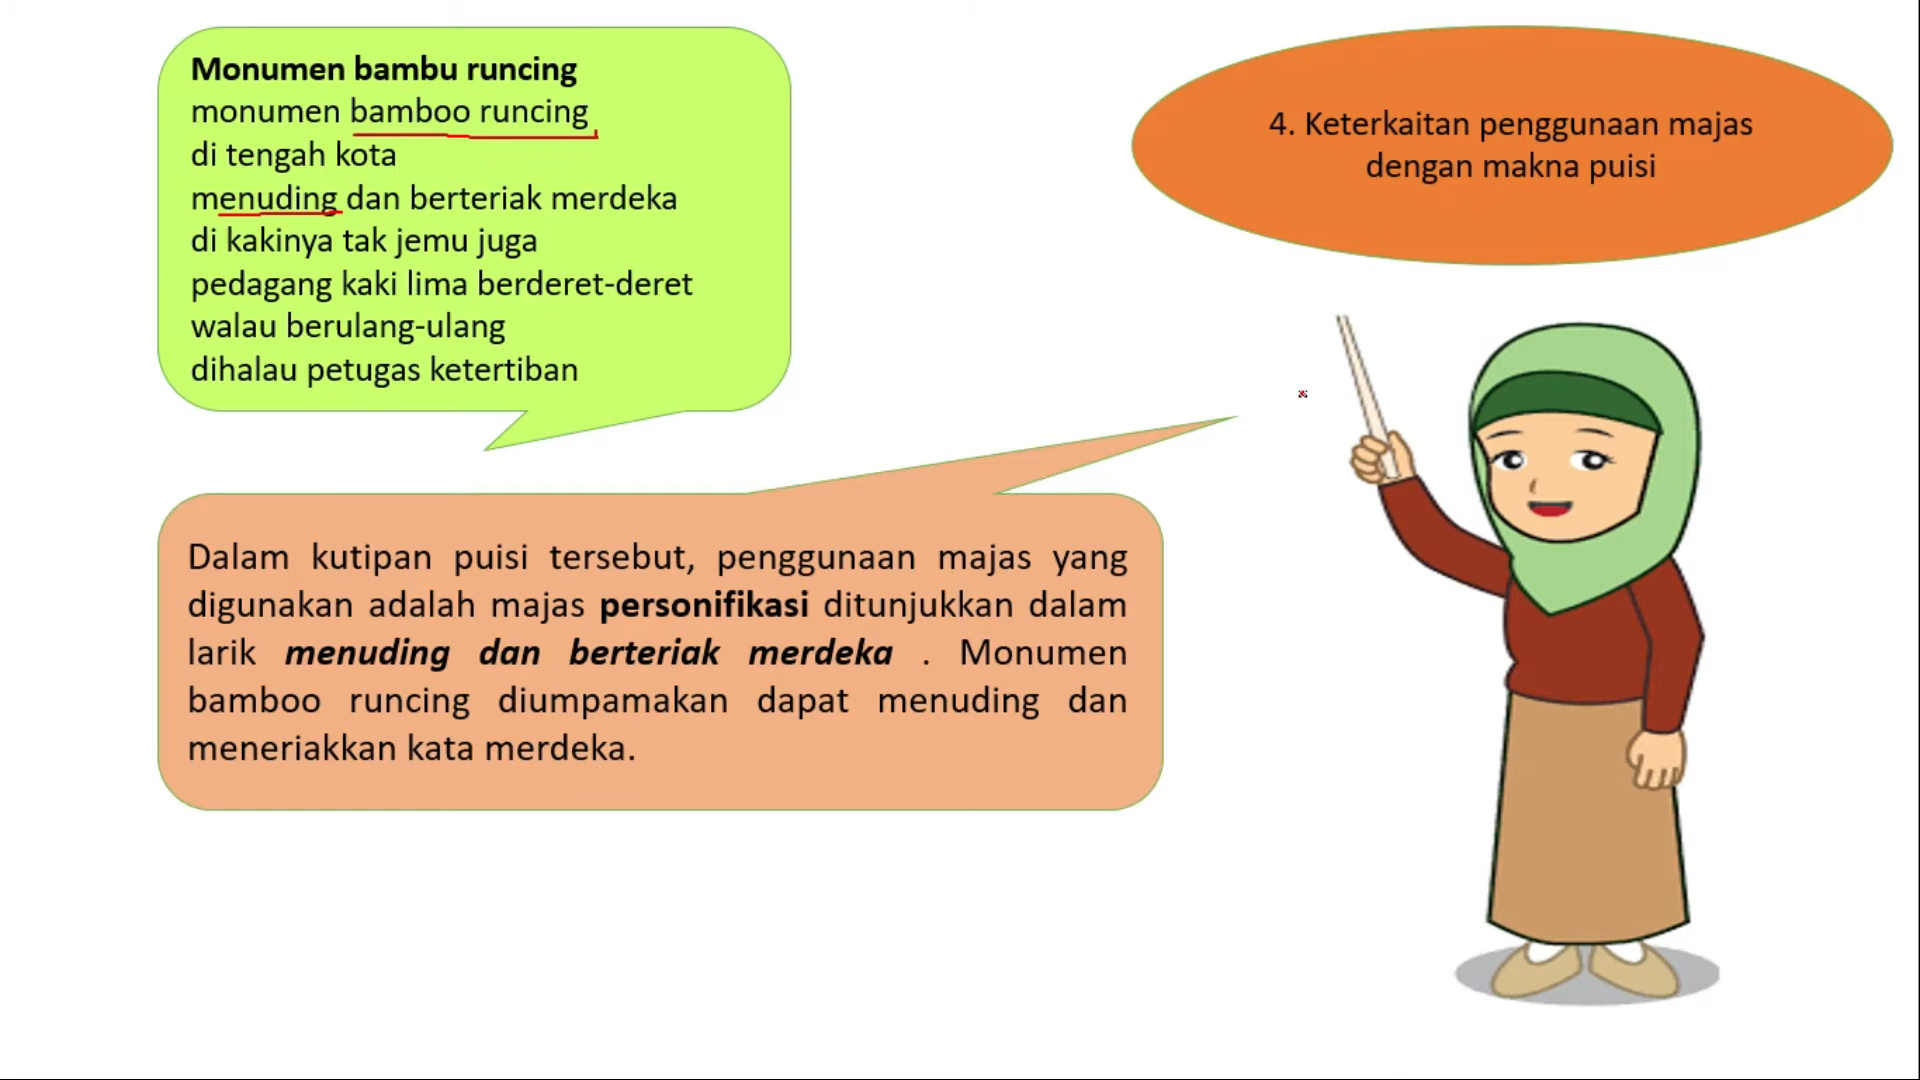 Monumen bambu runcing
monumen bamboo runcing
di tengah kota
menuding dan berteriak merdeka
di kakinya tak jemu juga
pedagang kaki lima berderet-deret
walau berulang-ulang
dihalau petugas ketertiban
4. Keterkaitan penggunaan majas
dengan makna puisi
Dalam kutipan puisi tersebut, penggunaan majas yang
digunakan adalah majas personifikasi ditunjukkan dalam
larik menuding dan berteriak merdeka . Monumen
bamboo runcing diumpamakan dapat menuding dan
meneriakkan kata merdeka.